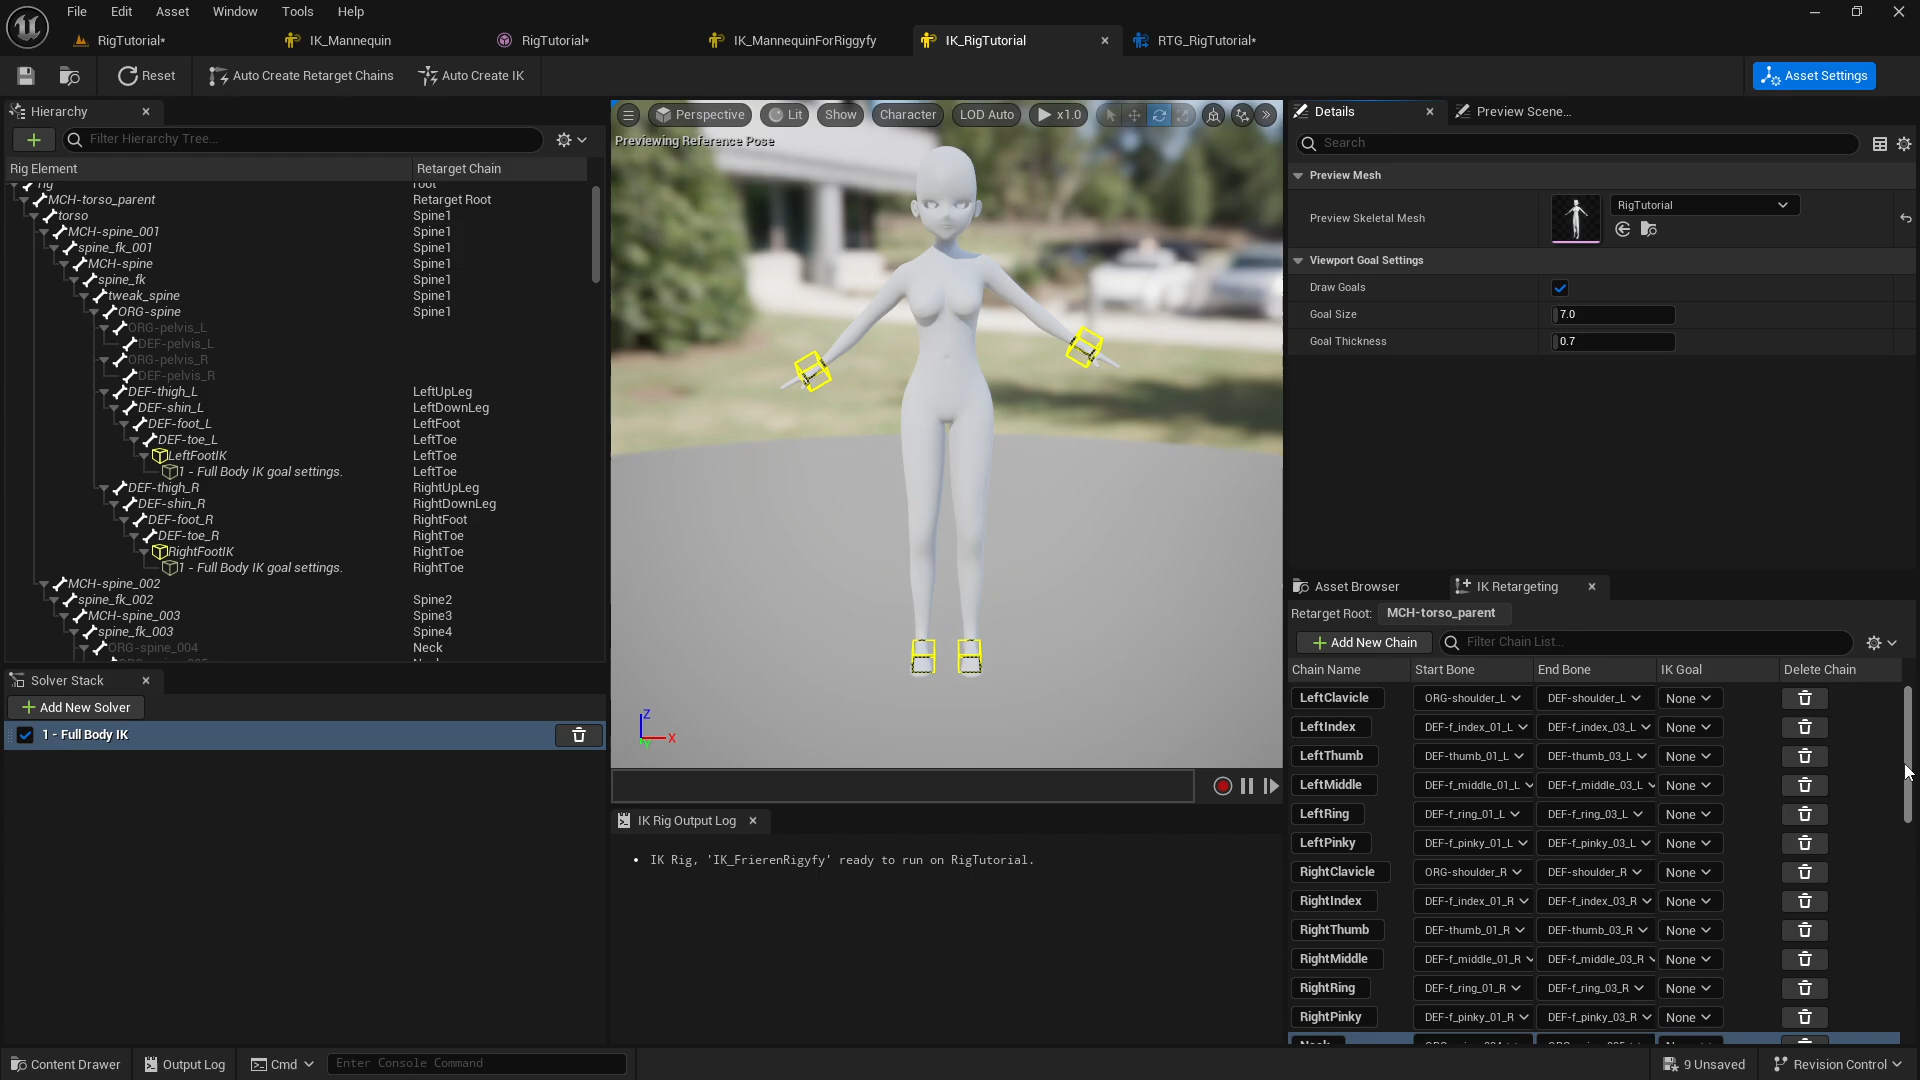 File Edit Asset Window Tools Help
RigTutorial* IK_Mannequin RigTutorial* IK_MannequinForRiggyfy IK_RigTutorial RTG_RigTutorial*
Reset Auto Create Retarget Chains Auto Create IK Asset Settings
Hierarchy
Filter Hierarchy Tree...
Rig Element Retarget Chain
rig root
MCH-torso_parent Retarget Root
torso Spine1
MCH-spine_001 Spine1
spine_fk_001 Spine1
MCH-spine Spine1
spine_fk Spine1
tweak_spine Spine1
ORG-spine Spine1
ORG-pelvis_L
DEF-pelvis_L
ORG-pelvis_R
DEF-pelvis_R
DEF-thigh_L LeftUpLeg
DEF-shin_L LeftDownLeg
DEF-foot_L LeftFoot
DEF-toe_L LeftToe
LeftFootIK LeftToe
1 - Full Body IK goal settings. LeftToe
DEF-thigh_R RightUpLeg
DEF-shin_R RightDownLeg
DEF-foot_R RightFoot
DEF-toe_R RightToe
RightFootIK RightToe
1 - Full Body IK goal settings. RightToe
MCH-spine_002
spine_fk_002 Spine2
MCH-spine_003 Spine3
spine_fk_003 Spine4
ORG-spine_004 Neck
Solver Stack
Add New Solver
1 - Full Body IK
Perspective Lit Show Character LOD Auto x1.0
Previewing Reference Pose
Z
X
Y
IK Rig Output Log
• IK Rig, 'IK_FrierenRigyfy' ready to run on RigTutorial.
Details Preview Scene...
Search
Preview Mesh
Preview Skeletal Mesh RigTutorial
Viewport Goal Settings
Draw Goals
Goal Size 7.0
Goal Thickness 0.7
Asset Browser IK Retargeting
Retarget Root: MCH-torso_parent
Add New Chain Filter Chain List...
Chain Name Start Bone End Bone IK Goal Delete Chain
LeftClavicle ORG-shoulder_L DEF-shoulder_L None
LeftIndex DEF-f_index_01_L DEF-f_index_03_L None
LeftThumb DEF-thumb_01_L DEF-thumb_03_L None
LeftMiddle DEF-f_middle_01_L DEF-f_middle_03_L None
LeftRing DEF-f_ring_01_L DEF-f_ring_03_L None
LeftPinky DEF-f_pinky_01_L DEF-f_pinky_03_L None
RightClavicle ORG-shoulder_R DEF-shoulder_R None
RightIndex DEF-f_index_01_R DEF-f_index_03_R None
RightThumb DEF-thumb_01_R DEF-thumb_03_R None
RightMiddle DEF-f_middle_01_R DEF-f_middle_03_R None
RightRing DEF-f_ring_01_R DEF-f_ring_03_R None
RightPinky DEF-f_pinky_01_R DEF-f_pinky_03_R None
Content Drawer Output Log Cmd Enter Console Command 9 Unsaved Revision Control